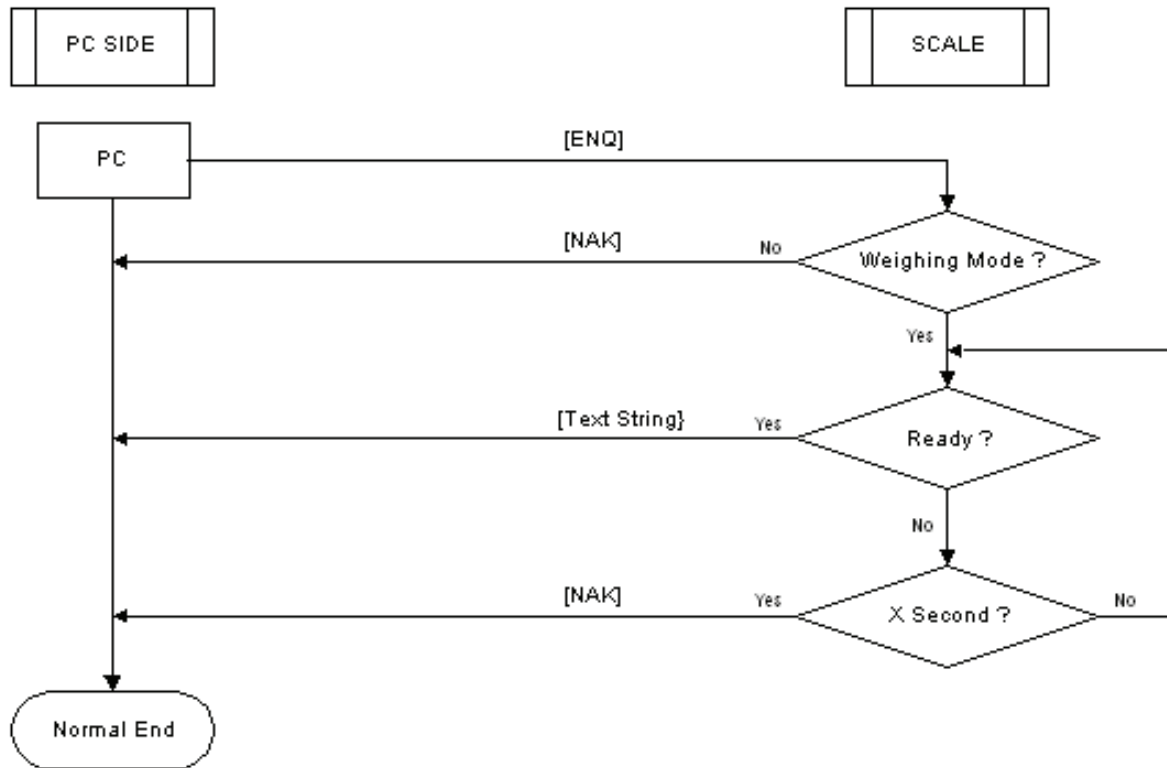 PC SIDE
SCALE
PC
[ENQ]
[NAK]
No
Weighing Mode ?
Yes
[Text String}
Yes
Ready ?
No
[NAK]
Yes
X Second ?
No
Normal End